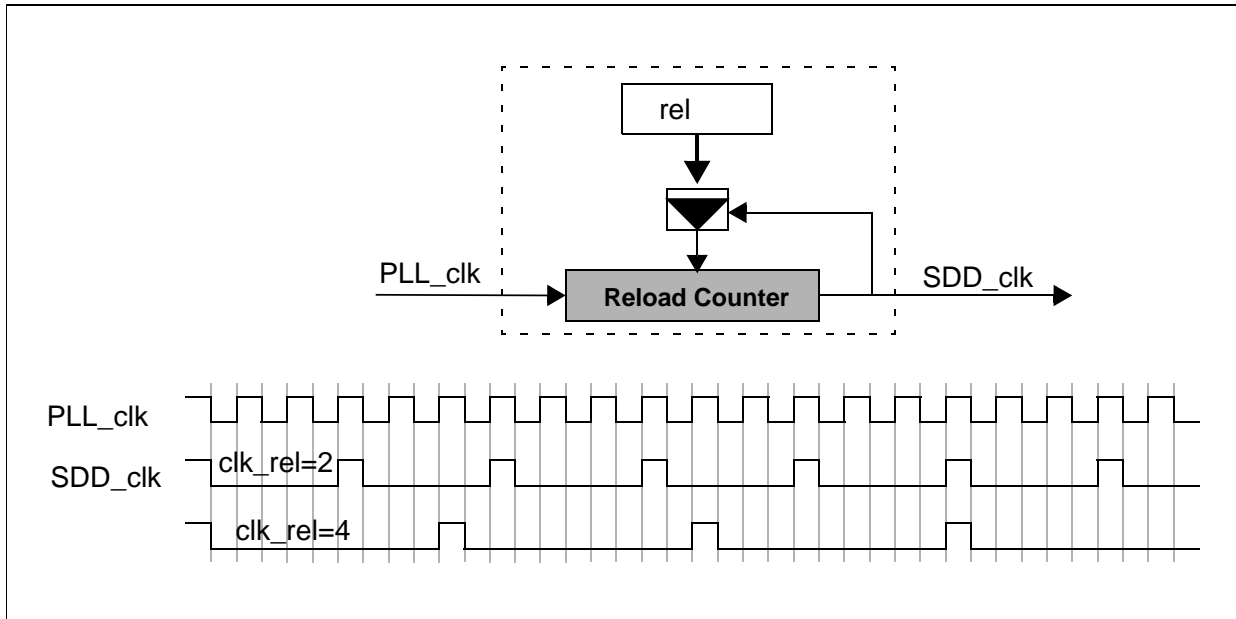 rel
PLL_clk
SDD_clk
Reload Counter
PLL_clk
clk_rel=2
SDD_clk
clk_rel=4